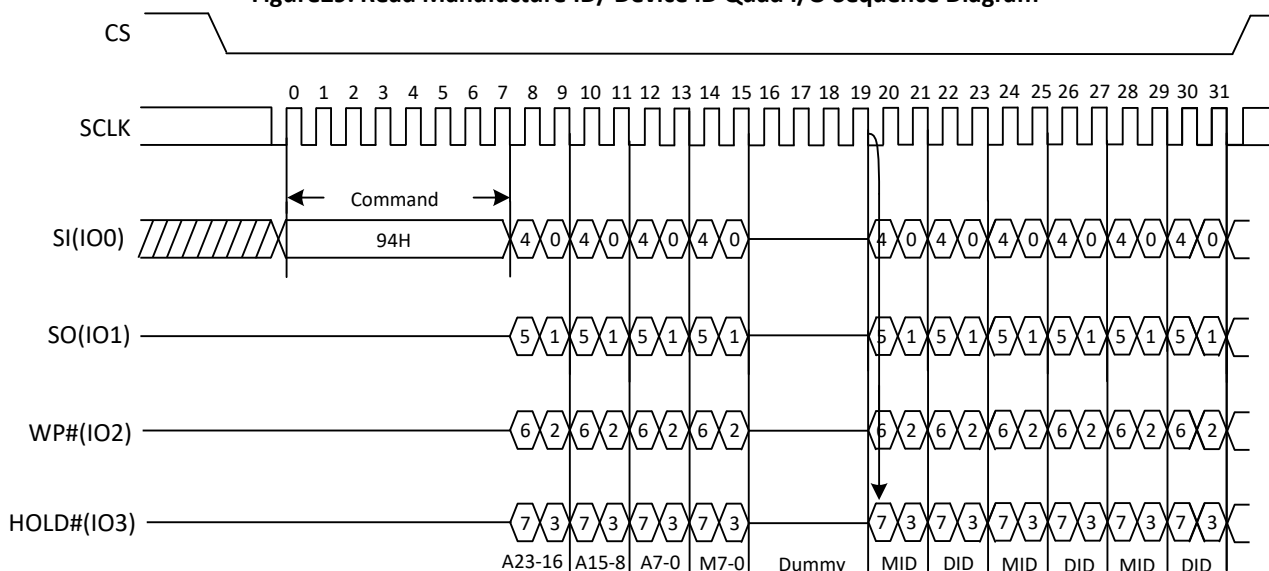 Read Manufacture ID/ Device ID Quad I/O Sequence Diagram
CS
0 1 2 3 4 5 6 7 8 9 10 11 12 13 14 15 16 17 18 19 20 21 22 23 24 25 26 27 28 29 30 31
SCLK
Command
SI(IO0) 94H 4 0 4 0 4 0 4 0 4 0 4 0 4 0 4 0 4 0 4 0
SO(IO1) 5 1 5 1 5 1 5 1 5 1 5 1 5 1 5 1 5 1 5 1
WP#(IO2) 6 2 6 2 6 2 6 2 6 2 6 2 6 2 6 2 6 2 6 2
HOLD#(IO3) 7 3 7 3 7 3 7 3 7 3 7 3 7 3 7 3 7 3 7 3
A23-16 A15-8 A7-0 M7-0 Dummy MID DID MID DID MID DID